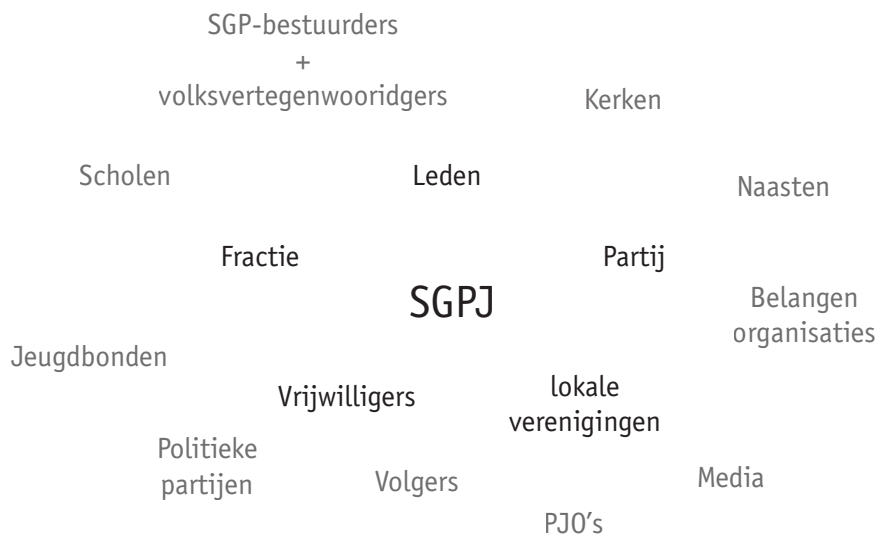 SGP-bestuurders
+
volksvertegenwooridgers
Kerken
Scholen
Leden
Naasten
Fractie
Partij
SGPJ
Belangen
organisaties
Jeugdbonden
Vrijwilligers
lokale
verenigingen
Politieke
partijen
Volgers
Media
PJO's